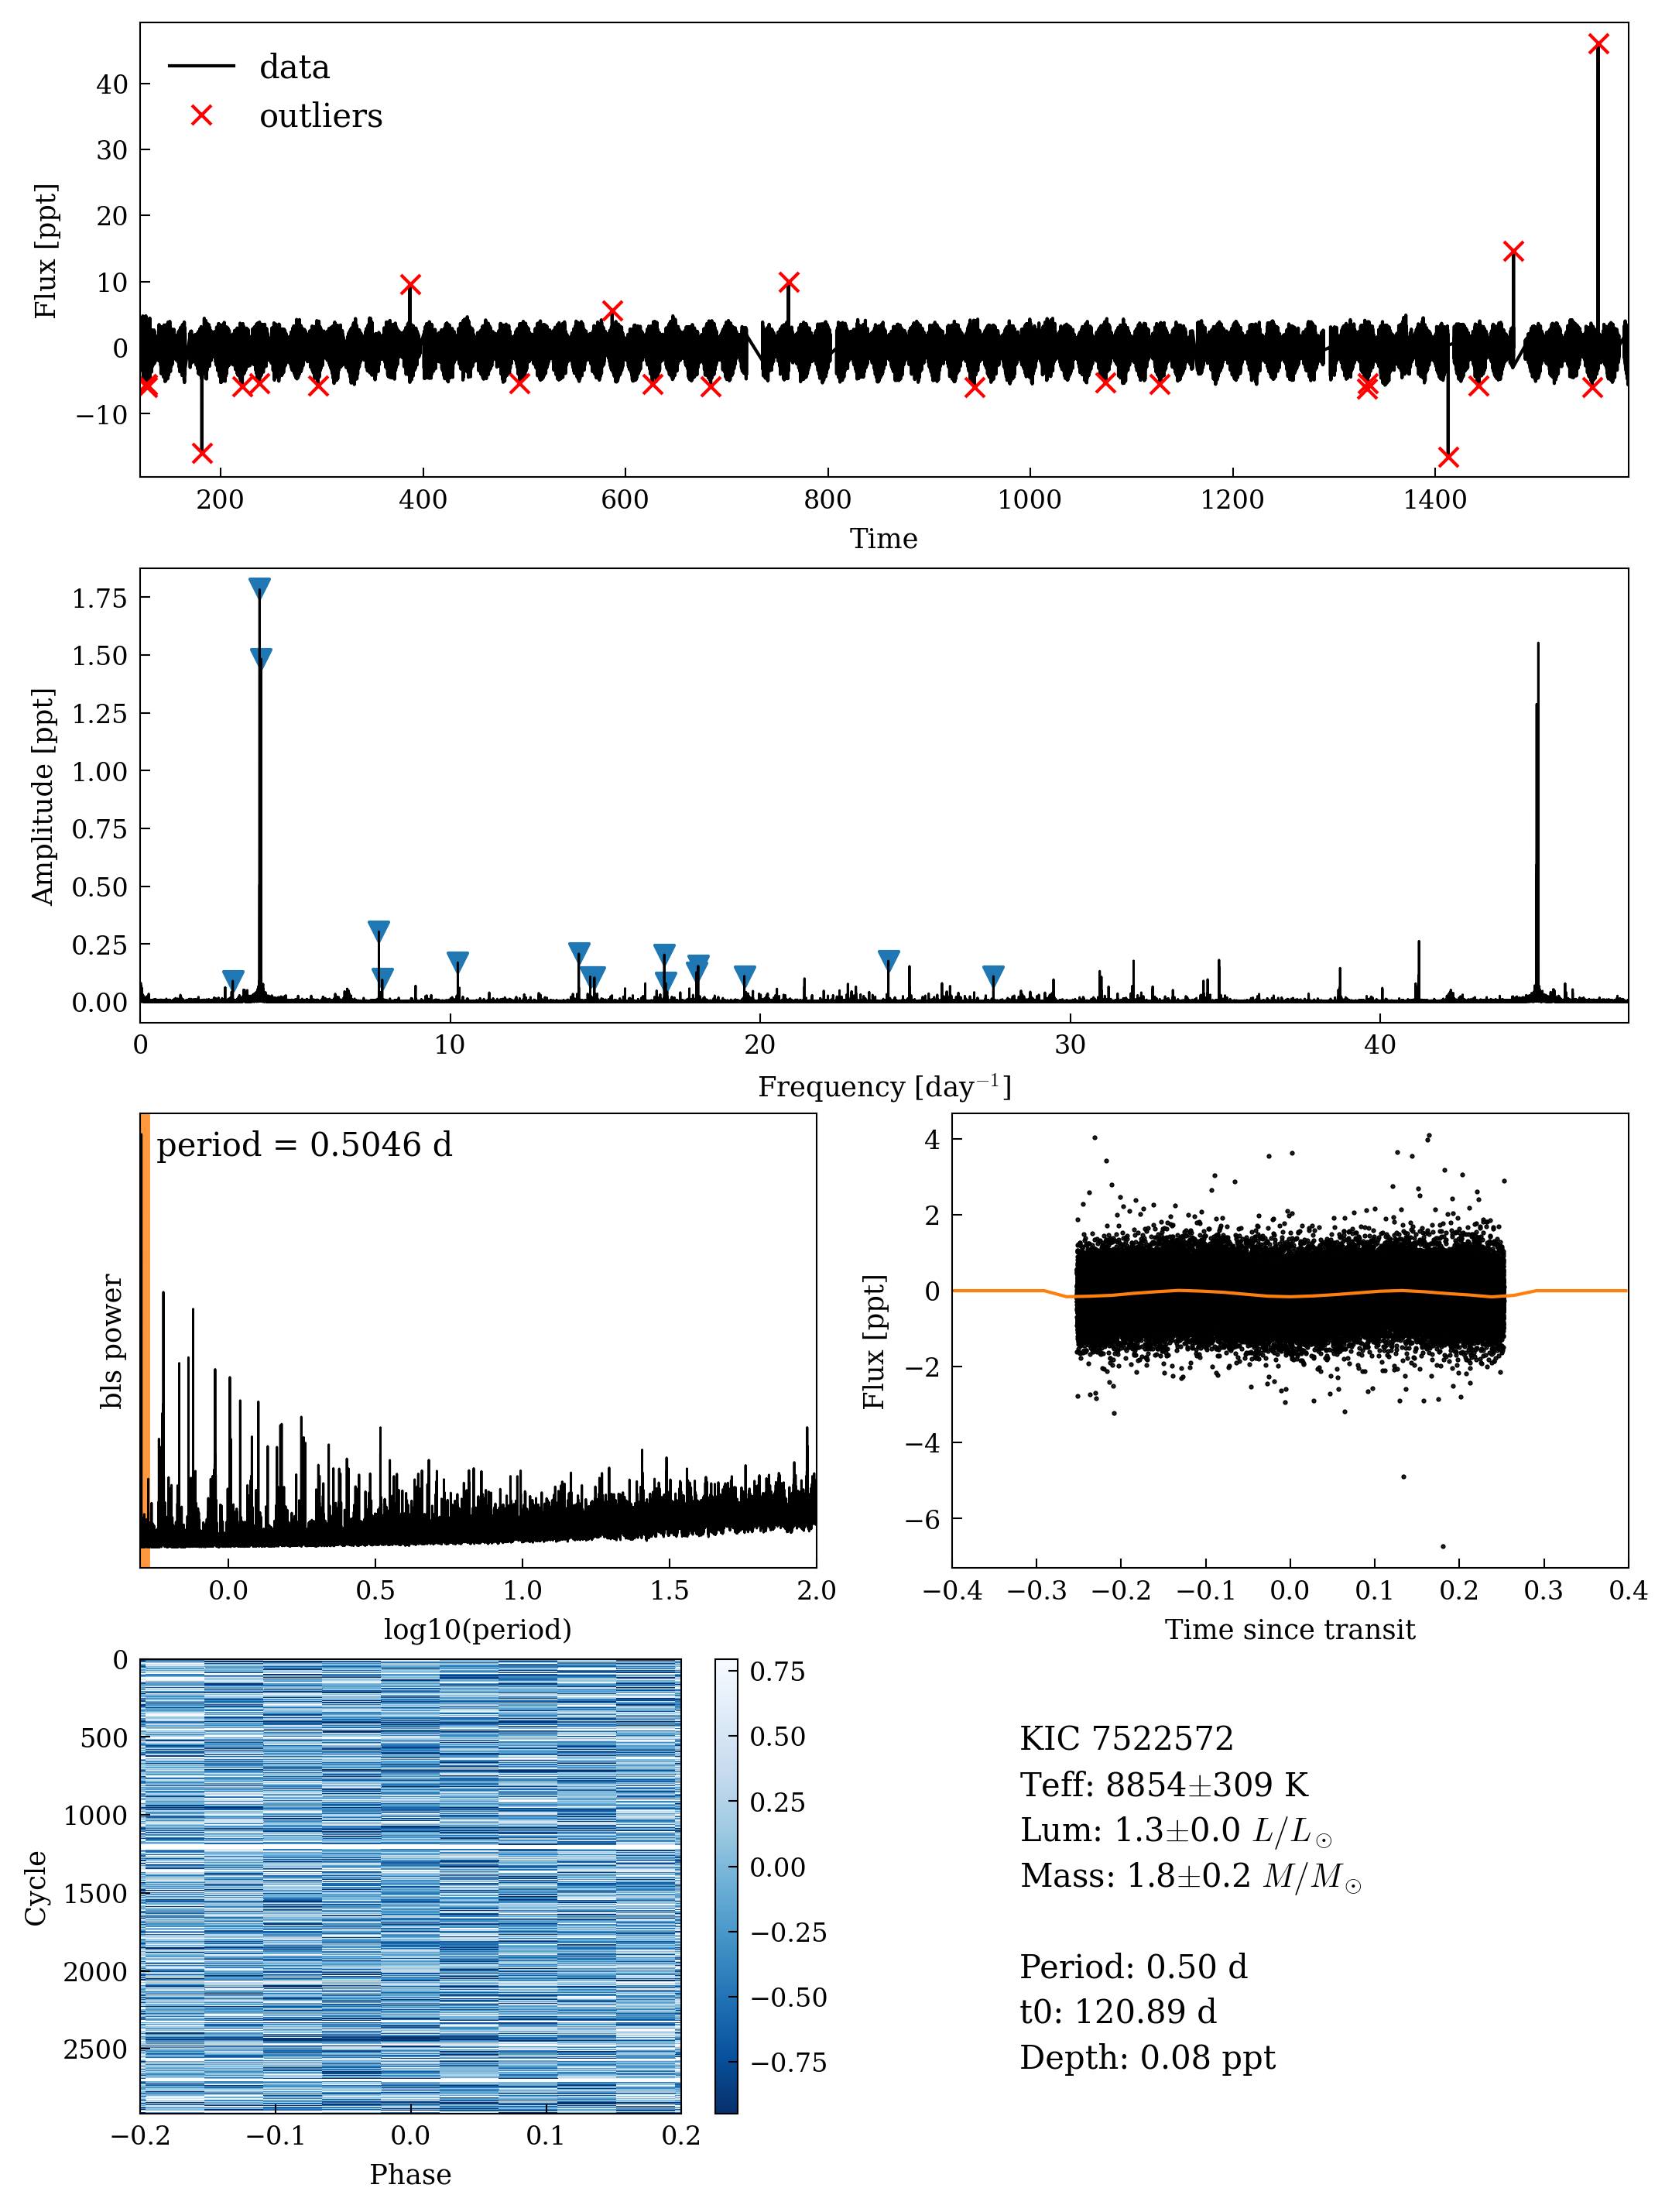 data
outliers
Flux [ppt]
40
30
20
10
0
−10
200 400 600 800 1000 1200 1400
Time
Amplitude [ppt]
1.75
1.50
1.25
1.00
0.75
0.50
0.25
0.00
0 10 20 30 40
Frequency [day⁻¹]
period = 0.5046 d
bls power
0.0 0.5 1.0 1.5 2.0
log10(period)
Flux [ppt]
4
2
0
−2
−4
−6
−0.4 −0.3 −0.2 −0.1 0.0 0.1 0.2 0.3 0.4
Time since transit
Cycle
0
500
1000
1500
2000
2500
−0.2 −0.1 0.0 0.1 0.2
Phase
0.75
0.50
0.25
0.00
−0.25
−0.50
−0.75
KIC 7522572
Teff: 8854±309 K
Lum: 1.3±0.0 L/L☉
Mass: 1.8±0.2 M/M☉
Period: 0.50 d
t0: 120.89 d
Depth: 0.08 ppt